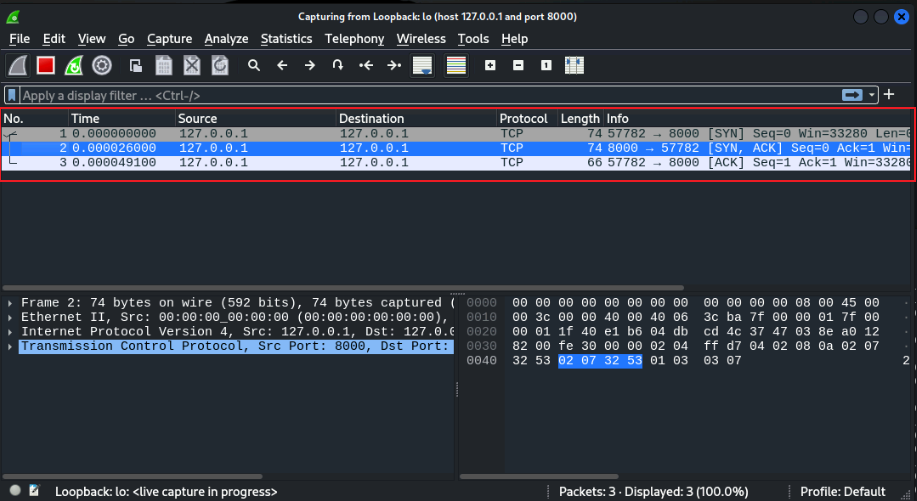 Capturing from Loopback: lo (host 127.0.0.1 and port 8000)
File Edit View Go Capture Analyze Statistics Telephony Wireless Tools Help
Apply a display filter ... <Ctrl-/>
No. Time Source Destination Protocol Length Info
1 0.000000000 127.0.0.1 127.0.0.1 TCP 74 57782 → 8000 [SYN] Seq=0 Win=33280 Len=0
2 0.000026000 127.0.0.1 127.0.0.1 TCP 74 8000 → 57782 [SYN, ACK] Seq=0 Ack=1 Win=
3 0.000049100 127.0.0.1 127.0.0.1 TCP 66 57782 → 8000 [ACK] Seq=1 Ack=1 Win=33280
Frame 2: 74 bytes on wire (592 bits), 74 bytes captured (
Ethernet II, Src: 00:00:00_00:00:00 (00:00:00:00:00:00),
Internet Protocol Version 4, Src: 127.0.0.1, Dst: 127.0.0
Transmission Control Protocol, Src Port: 8000, Dst Port:
0000 00 00 00 00 00 00 00 00 00 00 00 00 08 00 45 00
0010 00 3c 00 00 40 00 40 06 3c ba 7f 00 00 01 7f 00
0020 00 01 1f 40 e1 b6 04 db cd 4c 37 47 03 8e a0 12
0030 82 00 fe 30 00 00 02 04 ff d7 04 02 08 0a 02 07
0040 32 53 02 07 32 53 01 03 03 07 2
Loopback: lo: <live capture in progress> Packets: 3 · Displayed: 3 (100.0%) Profile: Default